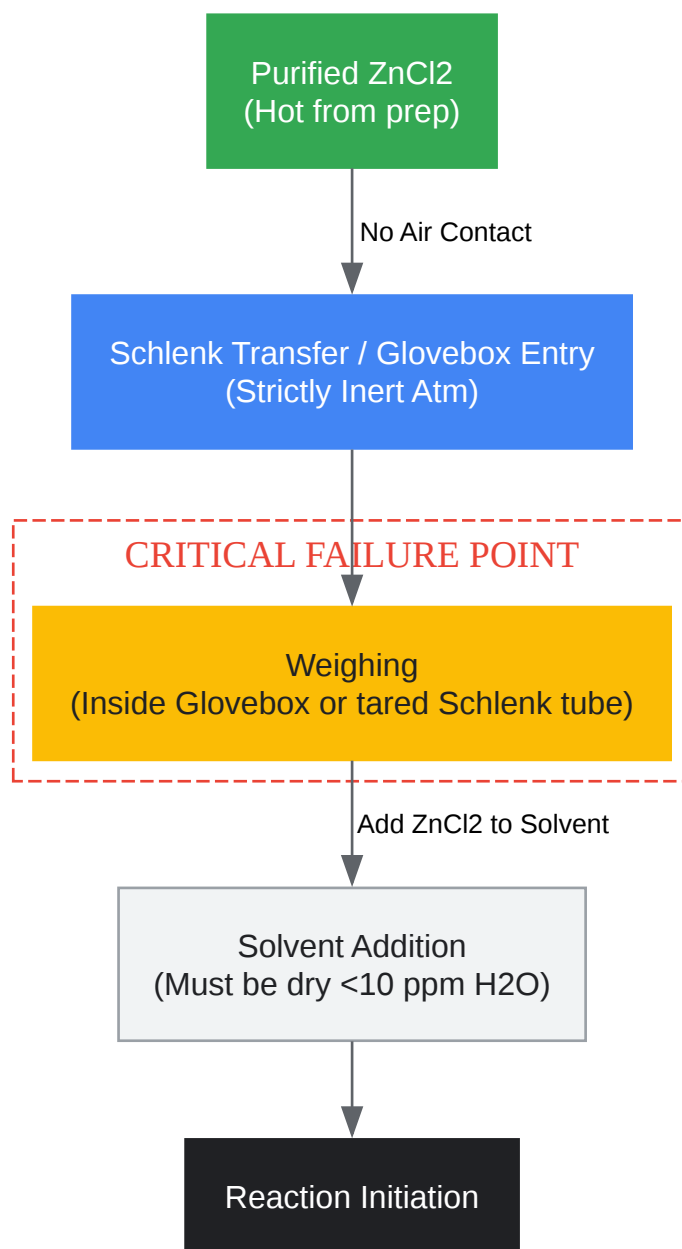 Purified ZnCl2
(Hot from prep)
No Air Contact
Schlenk Transfer / Glovebox Entry
(Strictly Inert Atm)
CRITICAL FAILURE POINT
Weighing
(Inside Glovebox or tared Schlenk tube)
Add ZnCl2 to Solvent
Solvent Addition
(Must be dry <10 ppm H2O)
Reaction Initiation